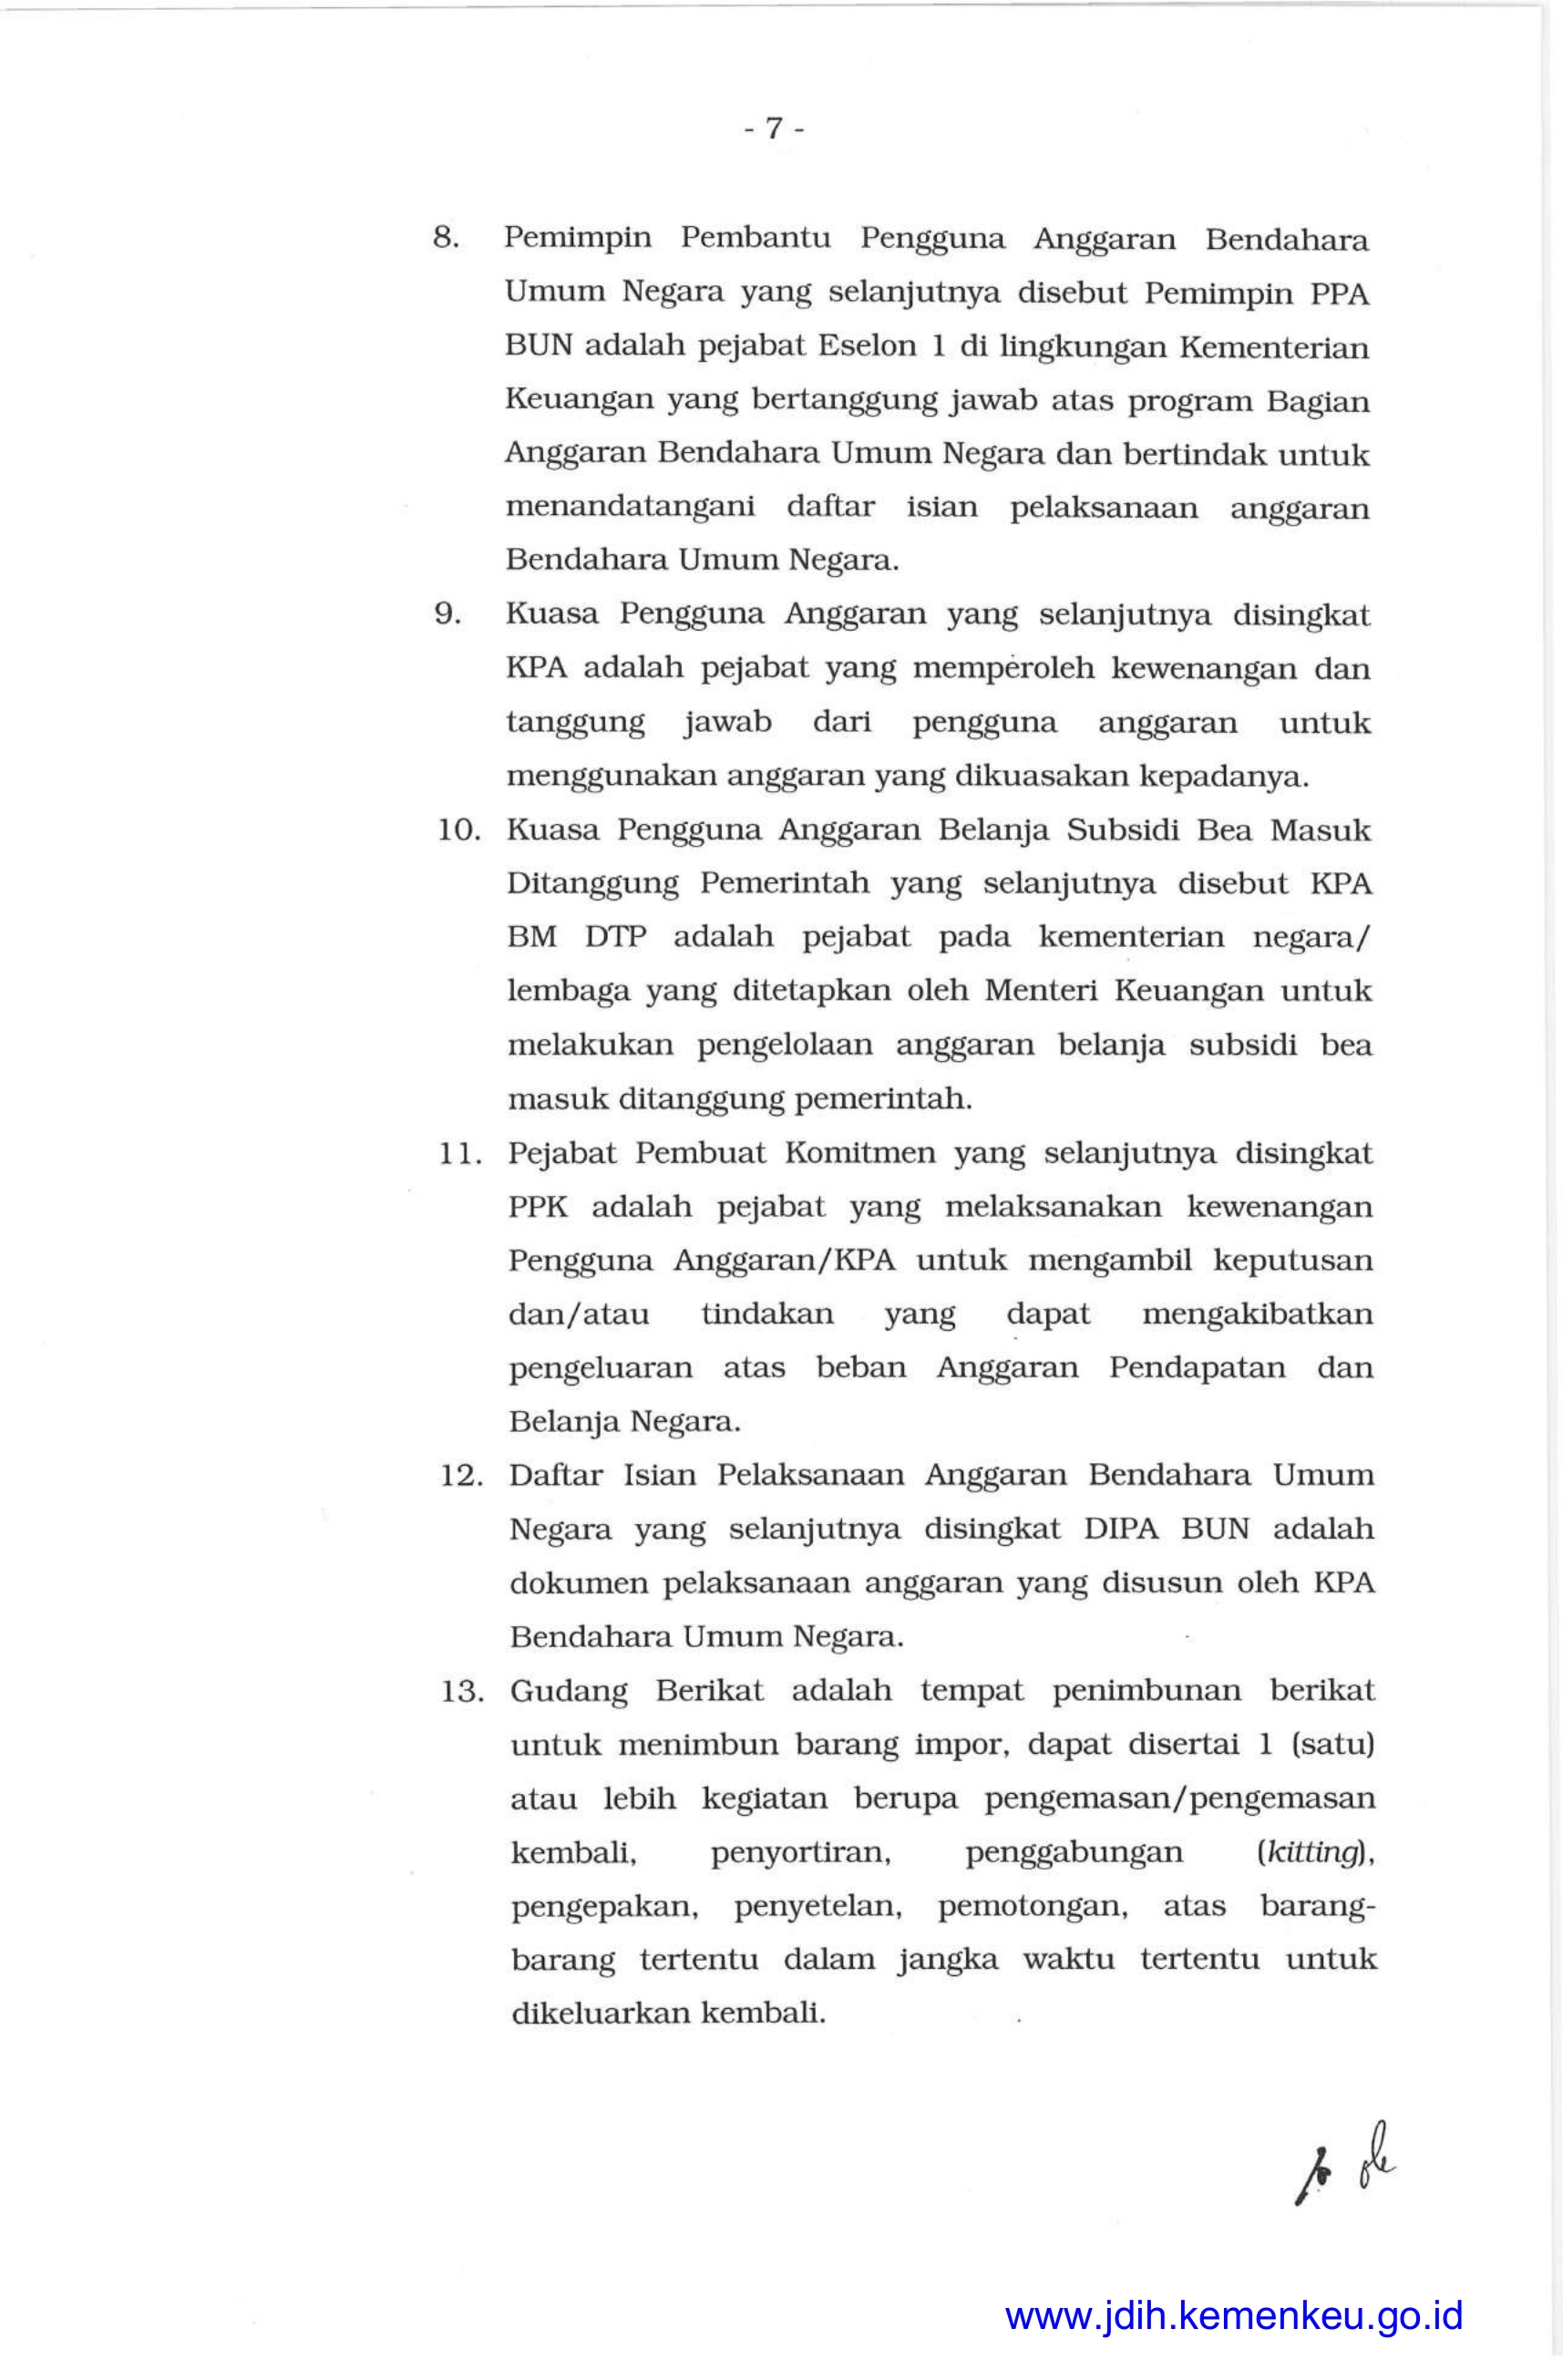 - 7 -
8. Pemimpin Pembantu Pengguna Anggaran Bendahara
Umum Negara yang selanjutnya disebut Pemimpin PPA
BUN adalah pejabat Eselon 1 di lingkungan Kementerian
Keuangan yang bertanggung jawab atas program Bagian
Anggaran Bendahara Umum Negara dan bertindak untuk
menandatangani daftar isian pelaksanaan anggaran
Bendahara Umum Negara.
9. Kuasa Pengguna Anggaran yang selanjutnya disingkat
KPA adalah pejabat yang memperoleh kewenangan dan
tanggung jawab dari pengguna anggaran untuk
menggunakan anggaran yang dikuasakan kepadanya.
10. Kuasa Pengguna Anggaran Belanja Subsidi Bea Masuk
Ditanggung Pemerintah yang selanjutnya disebut KPA
BM DTP adalah pejabat pada kementerian negara/
lembaga yang ditetapkan oleh Menteri Keuangan untuk
melakukan pengelolaan anggaran belanja subsidi bea
masuk ditanggung pemerintah.
11. Pejabat Pembuat Komitmen yang selanjutnya disingkat
PPK adalah pejabat yang melaksanakan kewenangan
Pengguna Anggaran/KPA untuk mengambil keputusan
dan/atau tindakan yang dapat mengakibatkan
pengeluaran atas beban Anggaran Pendapatan dan
Belanja Negara.
12. Daftar Isian Pelaksanaan Anggaran Bendahara Umum
Negara yang selanjutnya disingkat DIPA BUN adalah
dokumen pelaksanaan anggaran yang disusun oleh KPA
Bendahara Umum Negara.
13. Gudang Berikat adalah tempat penimbunan berikat
untuk menimbun barang impor, dapat disertai 1 (satu)
atau lebih kegiatan berupa pengemasan/pengemasan
kembali, penyortiran, penggabungan (kitting),
pengepakan, penyetelan, pemotongan, atas barang-
barang tertentu dalam jangka waktu tertentu untuk
dikeluarkan kembali.
www.jdih.kemenkeu.go.id